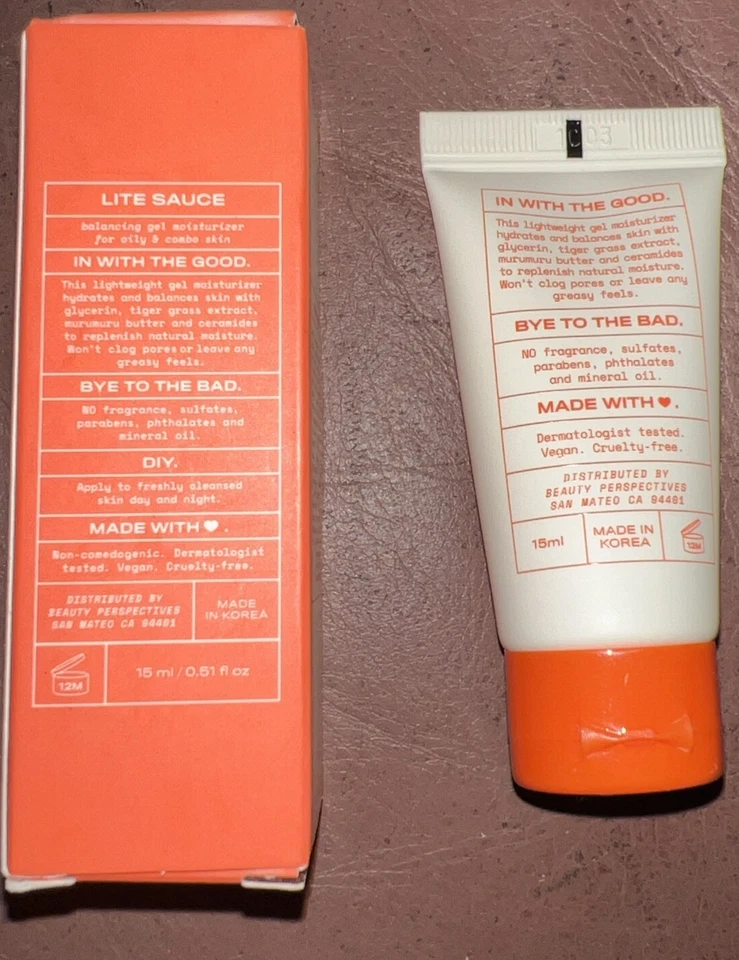 LITE SAUCE
balancing gel moisturizer
for oily & combo skin
IN WITH THE GOOD.
This lightweight gel moisturizer
hydrates and balances skin with
glycerin, tiger grass extract,
murumuru butter and ceramides
to replenish natural moisture.
Won't clog pores or leave any
greasy feels.
BYE TO THE BAD.
NO fragrance, sulfates,
parabens, phthalates and
mineral oil.
DIY.
Apply to freshly cleansed
skin day and night.
MADE WITH ♥.
Non-comedogenic. Dermatologist
tested. Vegan. Cruelty-free.
DISTRIBUTED BY
BEAUTY PERSPECTIVES
SAN MATEO CA 94401
MADE
IN KOREA
12M
15 ml / 0.51 fl oz
IN WITH THE GOOD.
This lightweight gel moisturizer
hydrates and balances skin with
glycerin, tiger grass extract,
murumuru butter and ceramides
to replenish natural moisture.
Won't clog pores or leave any
greasy feels.
BYE TO THE BAD.
NO fragrance, sulfates,
parabens, phthalates
and mineral oil.
MADE WITH ♥.
Dermatologist tested.
Vegan. Cruelty-free.
DISTRIBUTED BY
BEAUTY PERSPECTIVES
SAN MATEO CA 94401
15ml
MADE IN
KOREA
12M